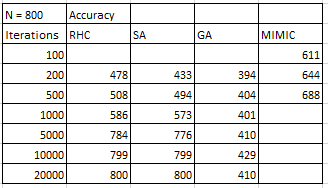 N = 800 Accuracy
Iterations RHC SA GA MIMIC
100 611
200 478 433 394 644
500 508 494 404 688
1000 586 573 401
5000 784 776 410
10000 799 799 429
20000 800 800 410